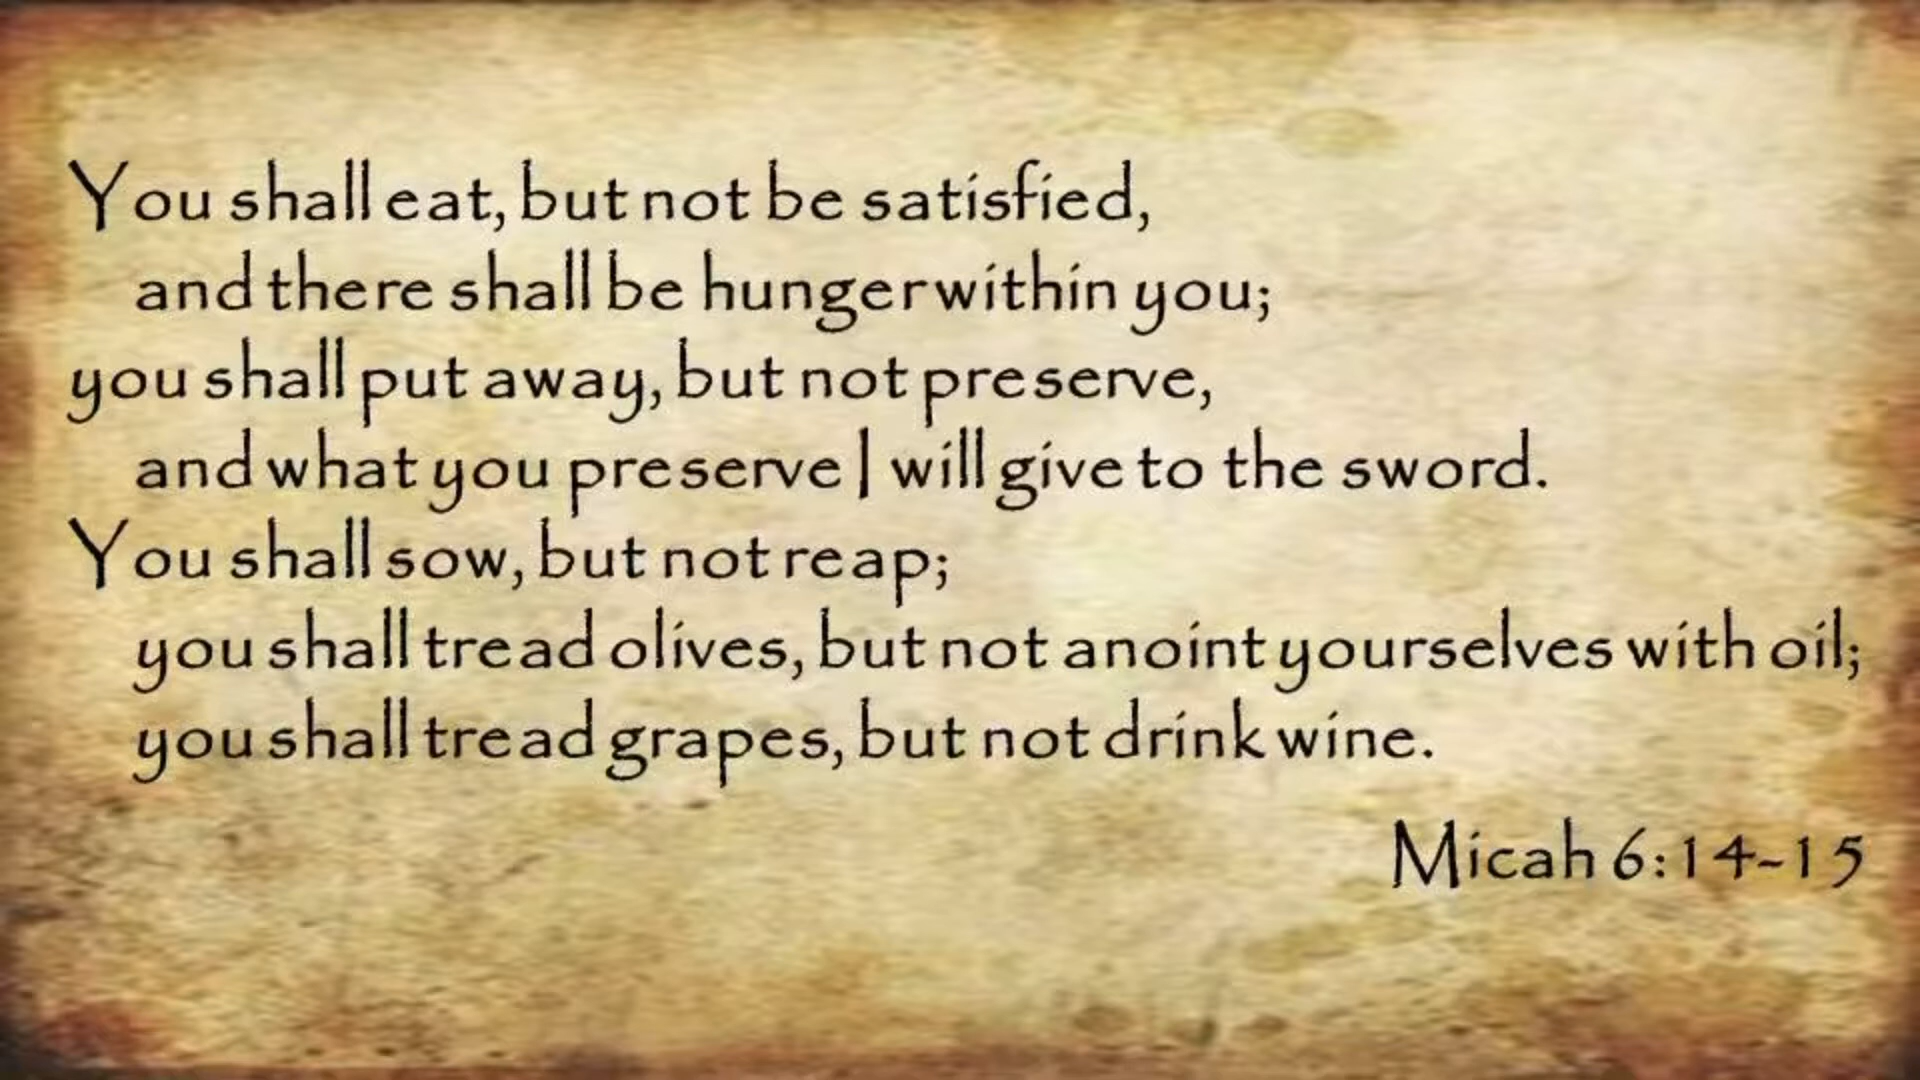 You shall eat, but not be satisfied,
and there shall be hunger within you;
you shall put away, but not preserve,
and what you preserve I will give to the sword.
You shall sow, but not reap;
you shall tread olives, but not anoint yourselves with oil;
you shall tread grapes, but not drink wine.
Micah 6:14-15